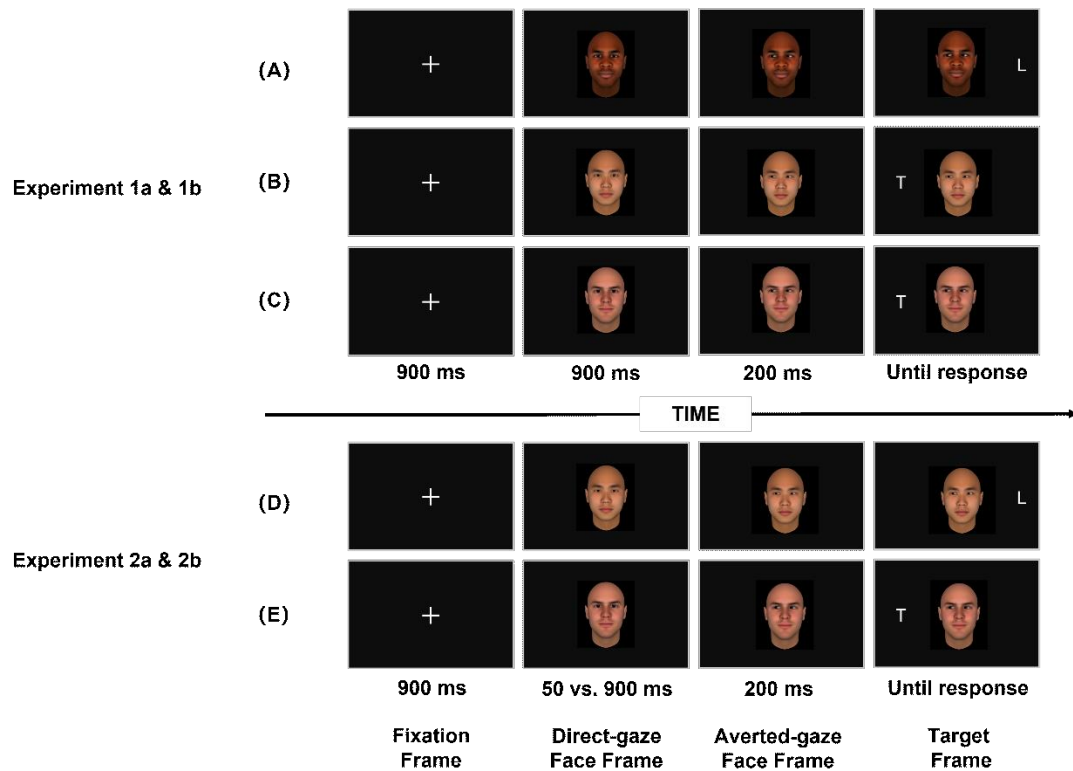 (A)
L
Experiment 1a & 1b
(B)
T
(C)
T
900 ms
900 ms
200 ms
Until response
TIME
(D)
L
Experiment 2a & 2b
(E)
T
900 ms
50 vs. 900 ms
200 ms
Until response
Fixation
Frame
Direct-gaze
Face Frame
Averted-gaze
Face Frame
Target
Frame